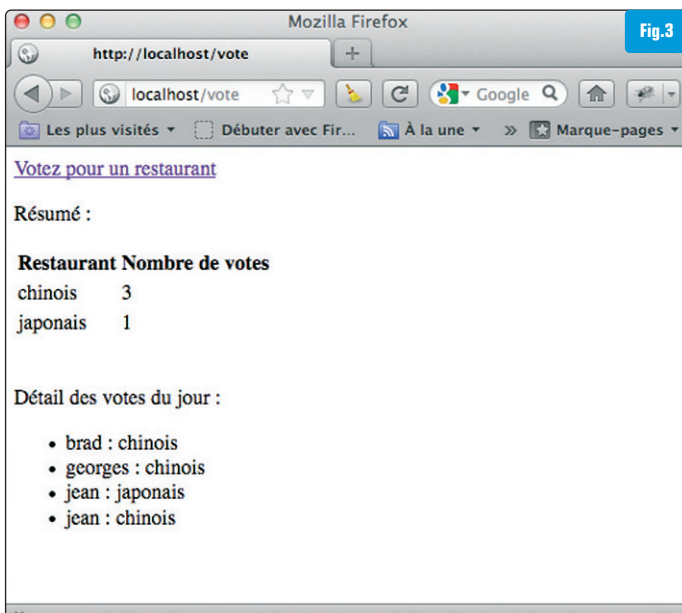 Mozilla Firefox
Fig.3
http://localhost/vote
localhost/vote
Google
Les plus visités
Débuter avec Fir...
À la une
»
Marque-pages
Votez pour un restaurant
Résumé :
Restaurant Nombre de votes
chinois 3
japonais 1
Détail des votes du jour :
• brad : chinois
• georges : chinois
• jean : japonais
• jean : chinois